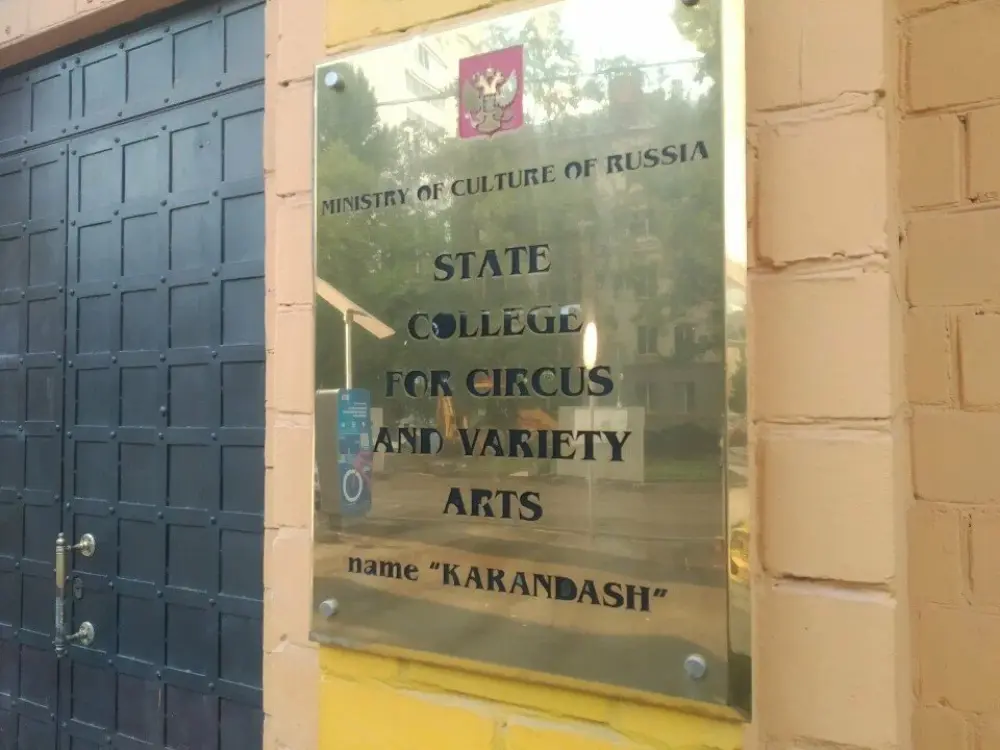 MINISTRY OF CULTURE OF RUSSIA
STATE
COLLEGE
FOR CIRCUS
AND VARIETY
ARTS
name "KARANDASH"